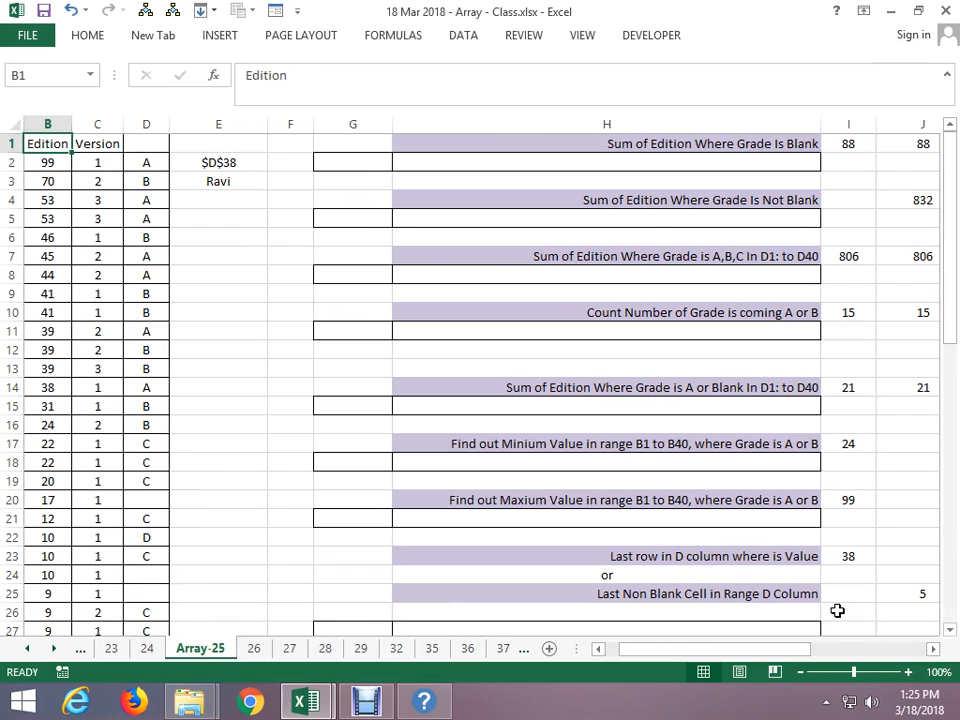 18 Mar 2018 - Array - Class.xlsx - Excel
?
FILE HOME New Tab INSERT PAGE LAYOUT FORMULAS DATA REVIEW VIEW DEVELOPER Sign in
B1 fx Edition
B C D E F G H I J
1 Edition Version Sum of Edition Where Grade Is Blank 88 88
2 99 1 A $D$38
3 70 2 B Ravi
4 53 3 A Sum of Edition Where Grade Is Not Blank 832
5 53 3 A
6 46 1 B
7 45 2 A Sum of Edition Where Grade is A,B,C In D1: to D40 806 806
8 44 2 A
9 41 1 B
10 41 1 B Count Number of Grade is coming A or B 15 15
11 39 2 A
12 39 2 B
13 39 3 B
14 38 1 A Sum of Edition Where Grade is A or Blank In D1: to D40 21 21
15 31 1 B
16 24 2 B
17 22 1 C Find out Minium Value in range B1 to B40, where Grade is A or B 24
18 22 1 C
19 20 1 C
20 17 1 Find out Maxium Value in range B1 to B40, where Grade is A or B 99
21 12 1 C
22 10 1 D
23 10 1 C Last row in D column where is Value 38
24 10 1 or
25 9 1 Last Non Blank Cell in Range D Column 5
26 9 2 C
27 9 1 C
... 23 24 Array-25 26 27 28 29 32 35 36 37 ...
READY 100%
1:25 PM
3/18/2018